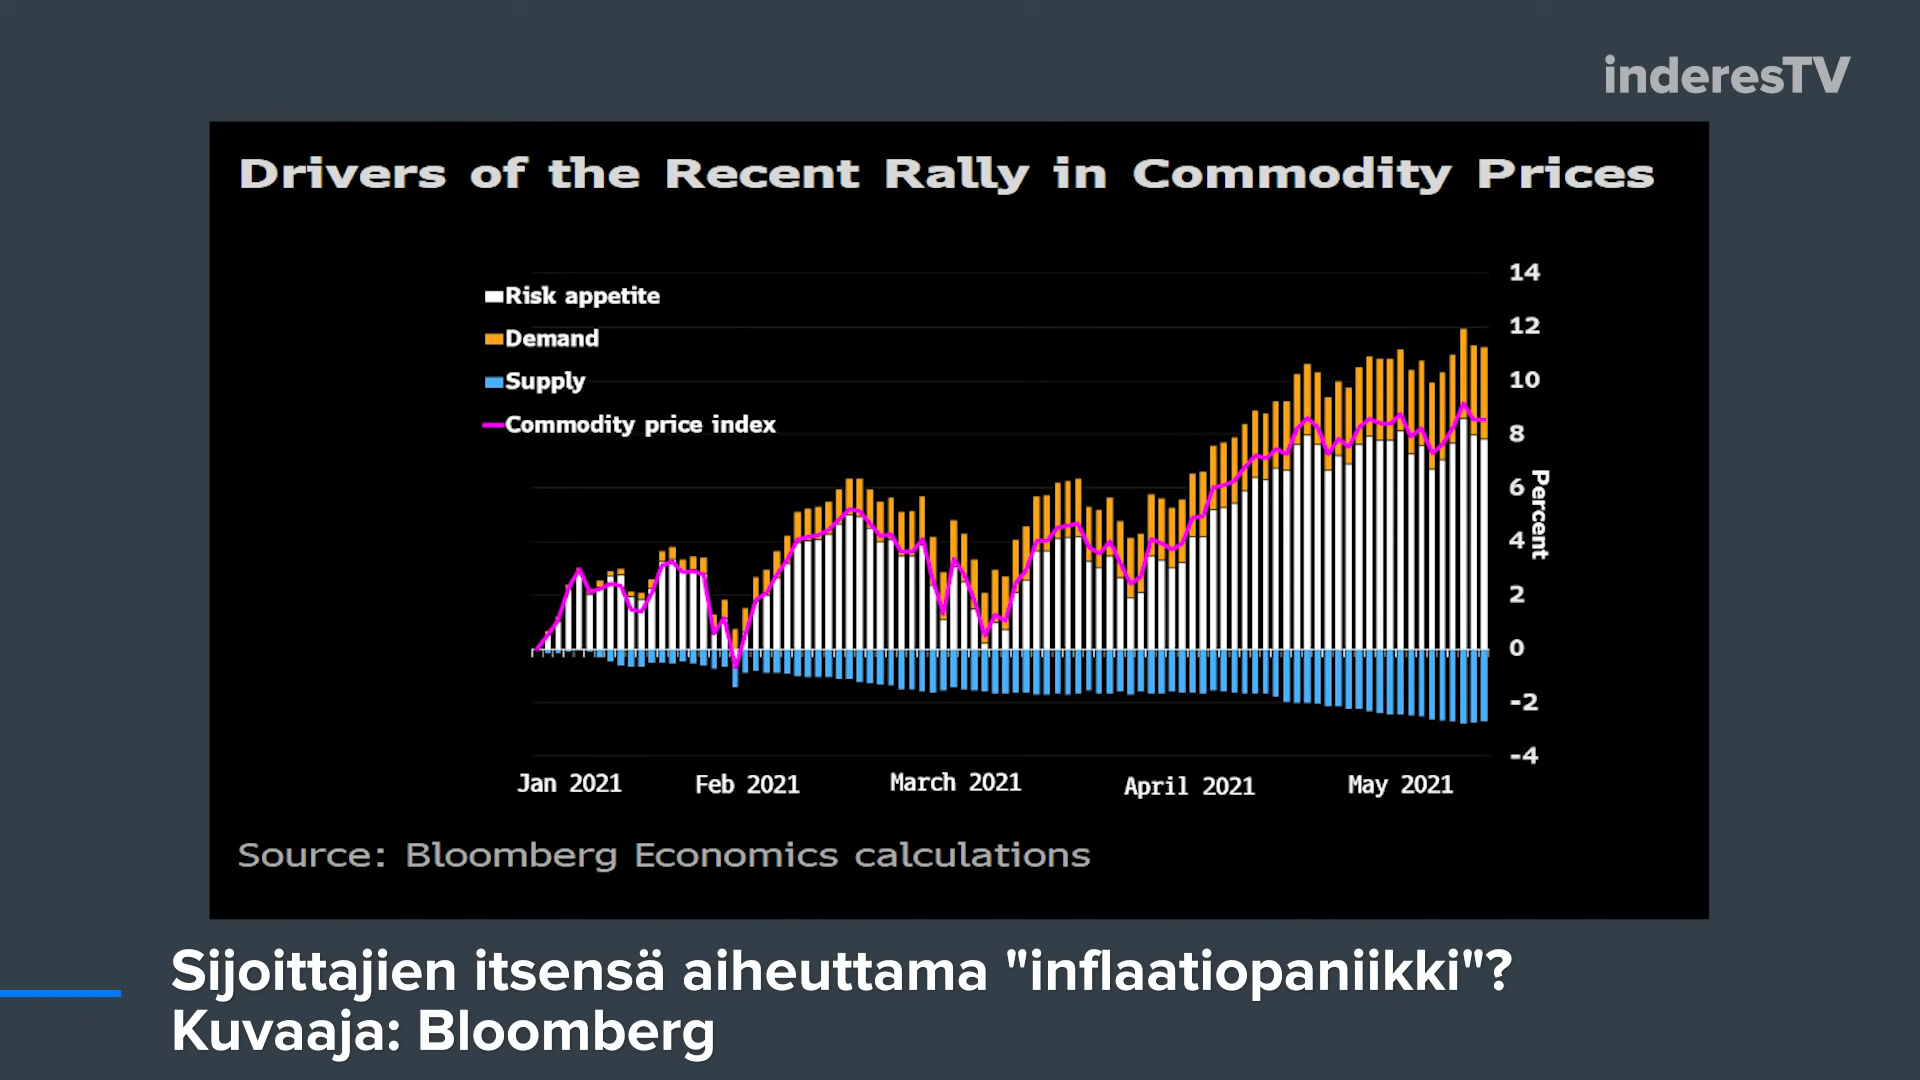 inderesTV
Drivers of the Recent Rally in Commodity Prices
Risk appetite
Demand
Supply
Commodity price index
14
12
10
8
6
4
2
0
-2
-4
Percent
Jan 2021 Feb 2021 March 2021 April 2021 May 2021
Source: Bloomberg Economics calculations
Sijoittajien itsensä aiheuttama "inflaatiopaniikki"?
Kuvaaja: Bloomberg